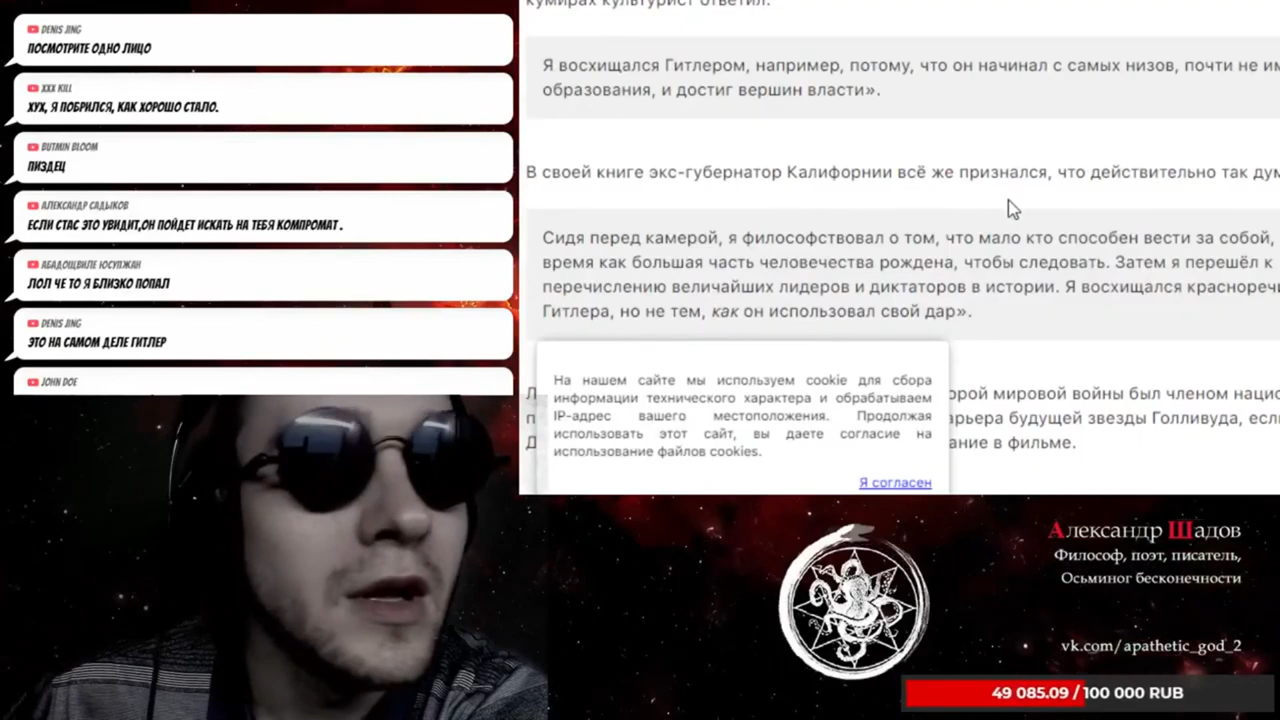 DENIS JING
ПОСМОТРИТЕ ОДНО ЛИЦО
XXX KILL
ХУХ, Я ПОБРИЛСЯ, КАК ХОРОШО СТАЛО.
BUTMIN BLOOM
ПИЗДЕЦ
АЛЕКСАНДР САДЫКОВ
ЕСЛИ СТАС ЭТО УВИДИТ,ОН ПОЙДЕТ ИСКАТЬ НА ТЕБЯ КОМПРОМАТ .
АБАДОЩВИЛЕ ЮСУПЖАН
ЛОЛ ЧЕ ТО Я БЛИЗКО ПОПАЛ
DENIS JING
ЭТО НА САМОМ ДЕЛЕ ГИТЛЕР
JOHN DOE
кумирах культурист ответил:
Я восхищался Гитлером, например, потому, что он начинал с самых низов, почти не им
образования, и достиг вершин власти».
В своей книге экс-губернатор Калифорнии всё же признался, что действительно так дум
Сидя перед камерой, я философствовал о том, что мало кто способен вести за собой,
время как большая часть человечества рождена, чтобы следовать. Затем я перешёл к
перечислению величайших лидеров и диктаторов в истории. Я восхищался красноречи
Гитлера, но не тем, как он использовал свой дар».
орой мировой войны был членом нацис
арьера будущей звезды Голливуда, если
ание в фильме.
На нашем сайте мы используем cookie для сбора
информации технического характера и обрабатываем
IP-адрес вашего местоположения. Продолжая
использовать этот сайт, вы даете согласие на
использование файлов cookies.
Я согласен
Александр Шадов
Философ, поэт, писатель,
Осьминог бесконечности
vk.com/apathetic_god_2
49 085.09 / 100 000 RUB